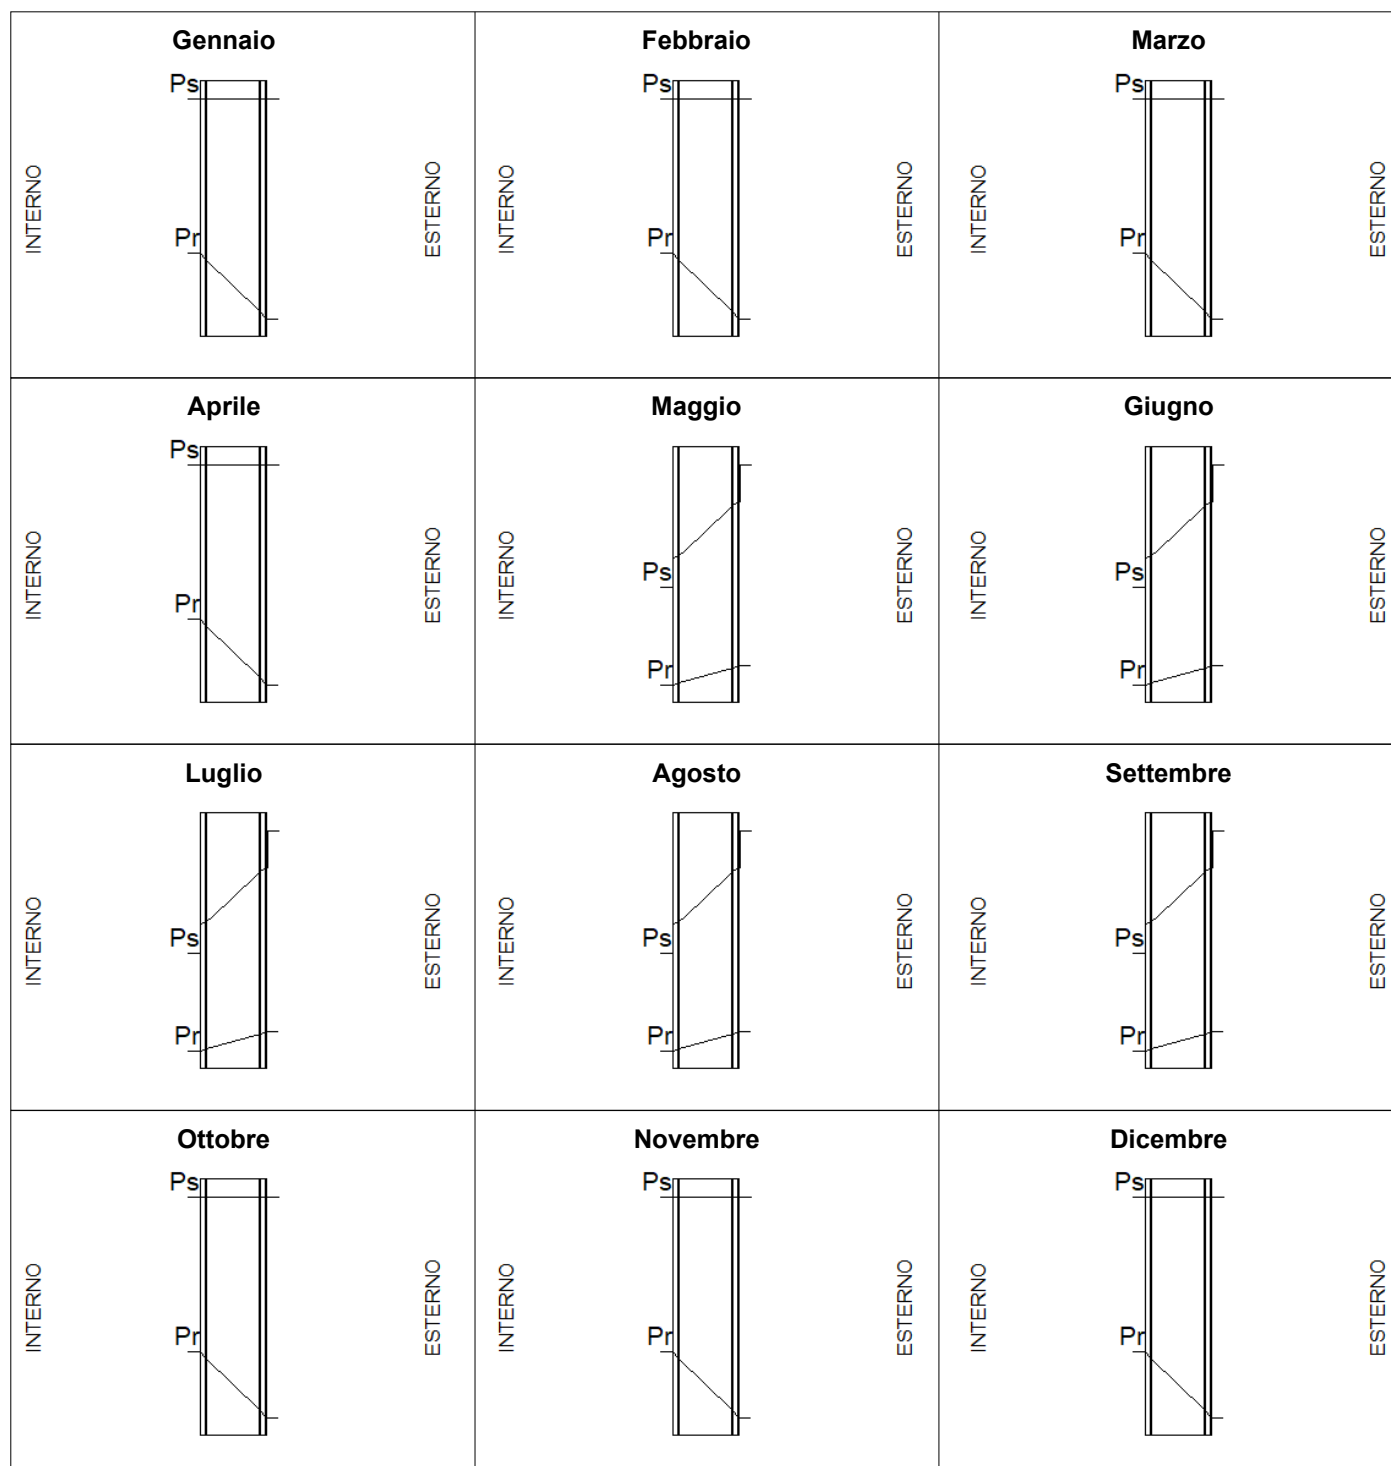 Gennaio
Ps
Pr
INTERNO
ESTERNO
Febbraio
Ps
Pr
INTERNO
ESTERNO
Marzo
Ps
Pr
INTERNO
ESTERNO
Aprile
Ps
Pr
INTERNO
ESTERNO
Maggio
Ps
Pr
INTERNO
ESTERNO
Giugno
Ps
Pr
INTERNO
ESTERNO
Luglio
Ps
Pr
INTERNO
ESTERNO
Agosto
Ps
Pr
INTERNO
ESTERNO
Settembre
Ps
Pr
INTERNO
ESTERNO
Ottobre
Ps
Pr
INTERNO
ESTERNO
Novembre
Ps
Pr
INTERNO
ESTERNO
Dicembre
Ps
Pr
INTERNO
ESTERNO